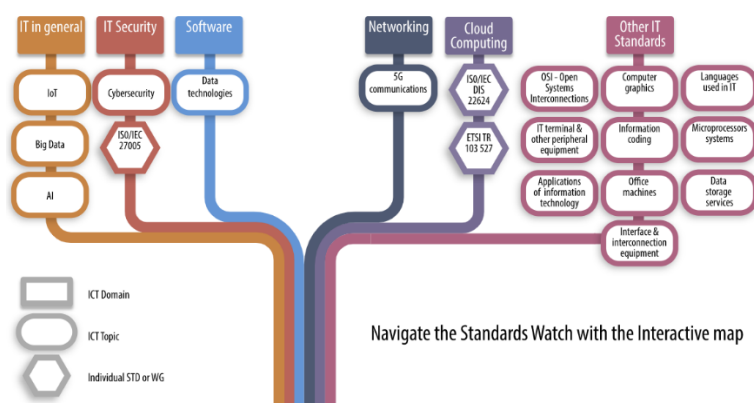 IT in general
IT Security
Software
Networking
Cloud
Computing
Other IT
Standards
IoT
Big Data
AI
Cybersecurity
ISO/IEC
27005
Data
technologies
5G
communications
ISO/IEC
DIS
22624
ETSI TR
103 527
OSI - Open
Systems
Interconnections
Computer
graphics
Languages
used in IT
IT terminal &
other peripheral
equipment
Information
coding
Microprocessors
systems
Applications
of information
technology
Office
machines
Data
storage
services
Interface &
interconnection
equipment
ICT Domain
ICT Topic
Individual STD or WG
Navigate the Standards Watch with the Interactive map